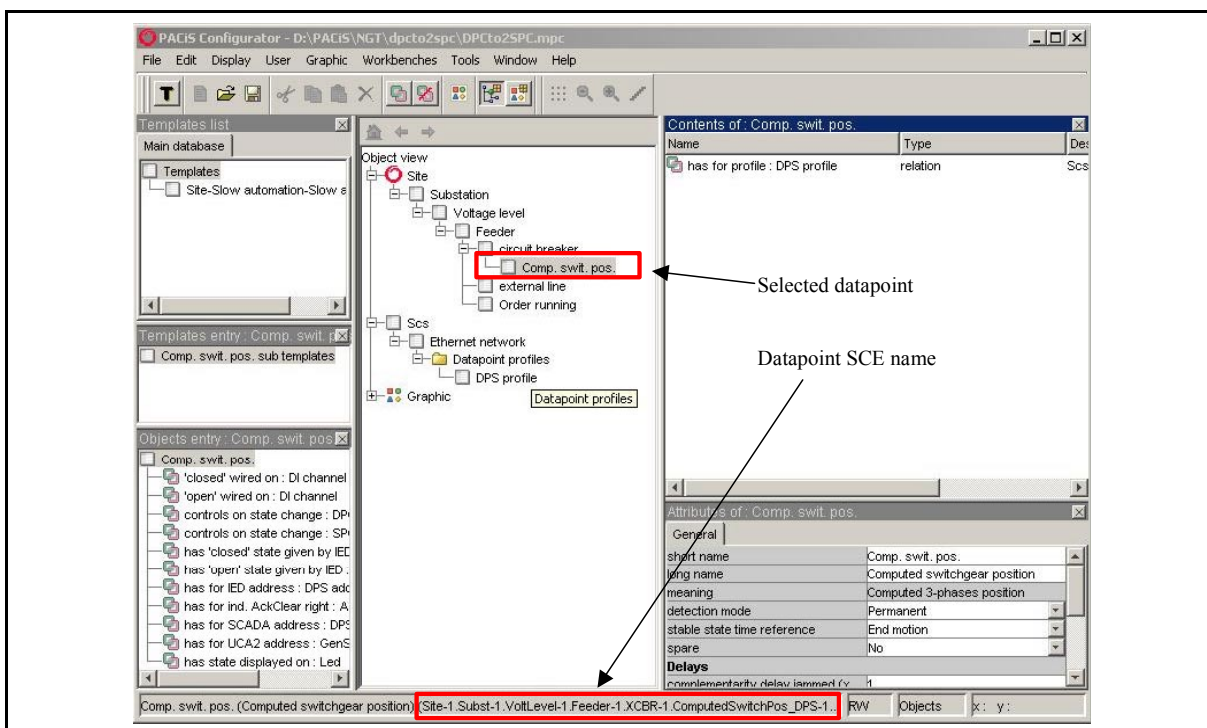 PACiS Configurator - D:\PACiS\NGT\dpcto2spc\DPCto2SPC.mpc
File Edit Display User Graphic Workbenches Tools Window Help
T
Templates list
Main database
Templates
Site-Slow automation-Slow a
Templates entry : Comp. swit. p
Comp. swit. pos. sub templates
Objects entry : Comp. swit. pos
Comp. swit. pos.
'closed' wired on : DI channel
'open' wired on : DI channel
controls on state change : DP
controls on state change : SP
has 'closed' state given by IED
has 'open' state given by IED
has for IED address : DPS add
has for ind. AckClear right : A
has for SCADA address : DPS
has for UCA2 address : GenS
has state displayed on : Led
Object view
Site
Substation
Voltage level
Feeder
circuit breaker
Comp. swit. pos.
external line
Order running
Scs
Ethernet network
Datapoint profiles
DPS profile
Graphic
Datapoint profiles
Contents of : Comp. swit. pos.
Name Type Des
has for profile : DPS profile relation Scs
Selected datapoint
Datapoint SCE name
Attributes of : Comp. swit. pos.
General
short name Comp. swit. pos.
long name Computed switchgear position
meaning Computed 3-phases position
detection mode Permanent
stable state time reference End motion
spare No
Delays
complementarity delay jammed (x 1
Comp. swit. pos. (Computed switchgear position) (Site-1.Subst-1.VoltLevel-1.Feeder-1.XCBR-1.ComputedSwitchPos_DPS-1... RW Objects x : y :